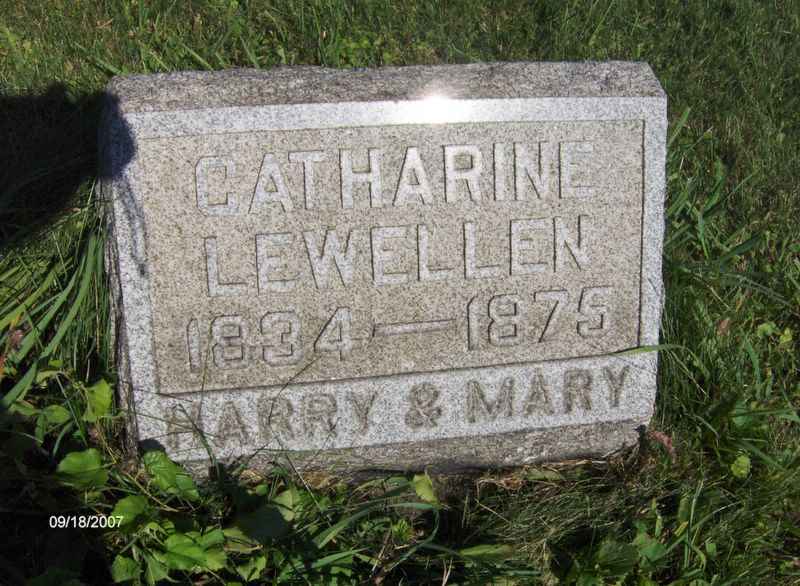 CATHARINE
LEWELLEN
1834—1875
HARRY & MARY
09/18/2007